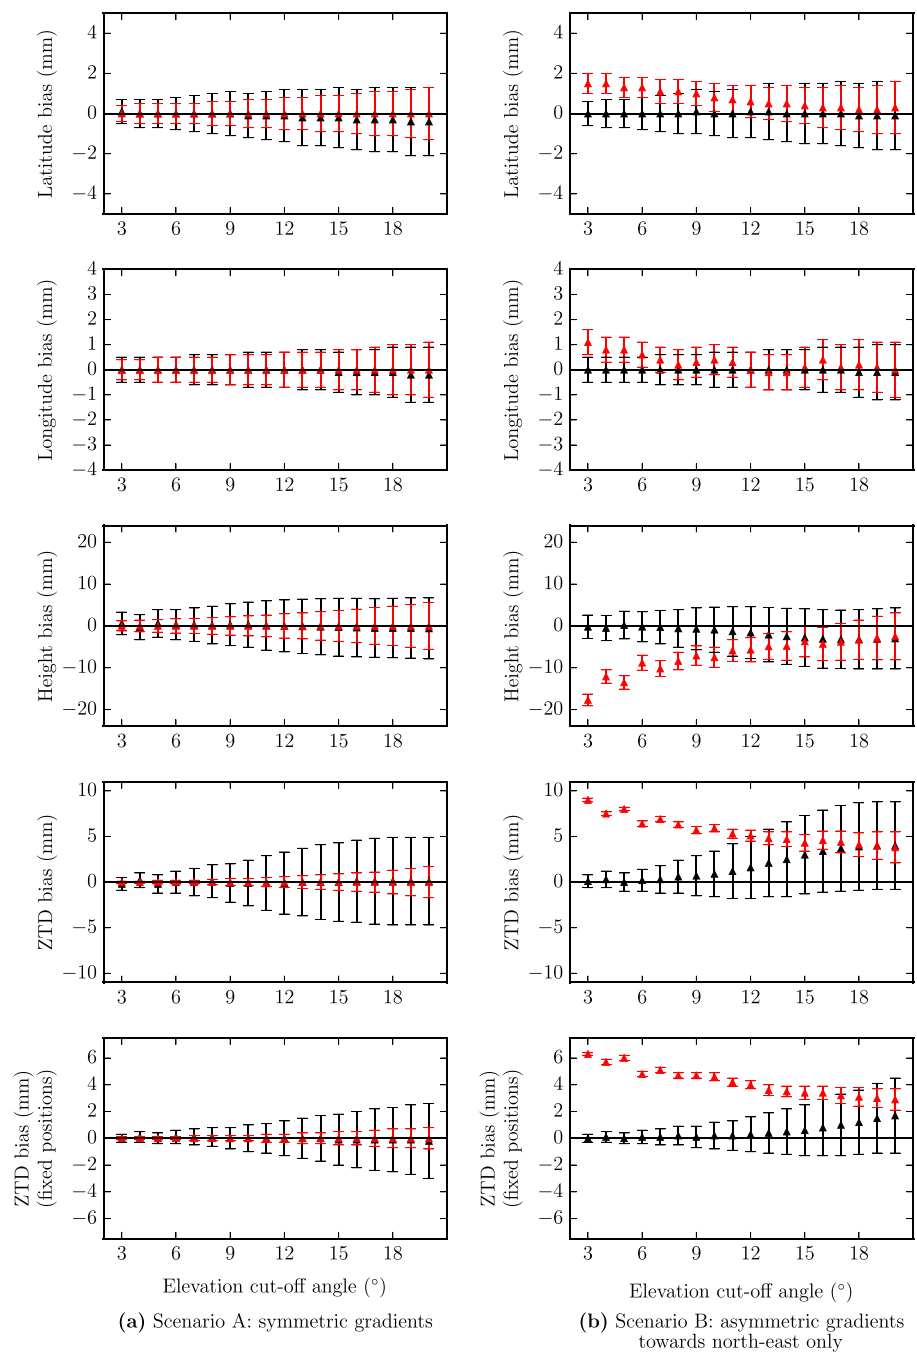 Latitude bias (mm)
4
2
0
−2
−4
3 6 9 12 15 18
Latitude bias (mm)
4
2
0
−2
−4
3 6 9 12 15 18
Longitude bias (mm)
4
3
2
1
0
−1
−2
−3
−4
3 6 9 12 15 18
Longitude bias (mm)
4
3
2
1
0
−1
−2
−3
−4
3 6 9 12 15 18
Height bias (mm)
20
10
0
−10
−20
3 6 9 12 15 18
Height bias (mm)
20
10
0
−10
−20
3 6 9 12 15 18
ZTD bias (mm)
10
5
0
−5
−10
3 6 9 12 15 18
ZTD bias (mm)
10
5
0
−5
−10
3 6 9 12 15 18
ZTD bias (mm)
(fixed positions)
6
4
2
0
−2
−4
−6
3 6 9 12 15 18
Elevation cut-off angle (°)
(a) Scenario A: symmetric gradients
ZTD bias (mm)
(fixed positions)
6
4
2
0
−2
−4
−6
3 6 9 12 15 18
Elevation cut-off angle (°)
(b) Scenario B: asymmetric gradients
towards north-east only